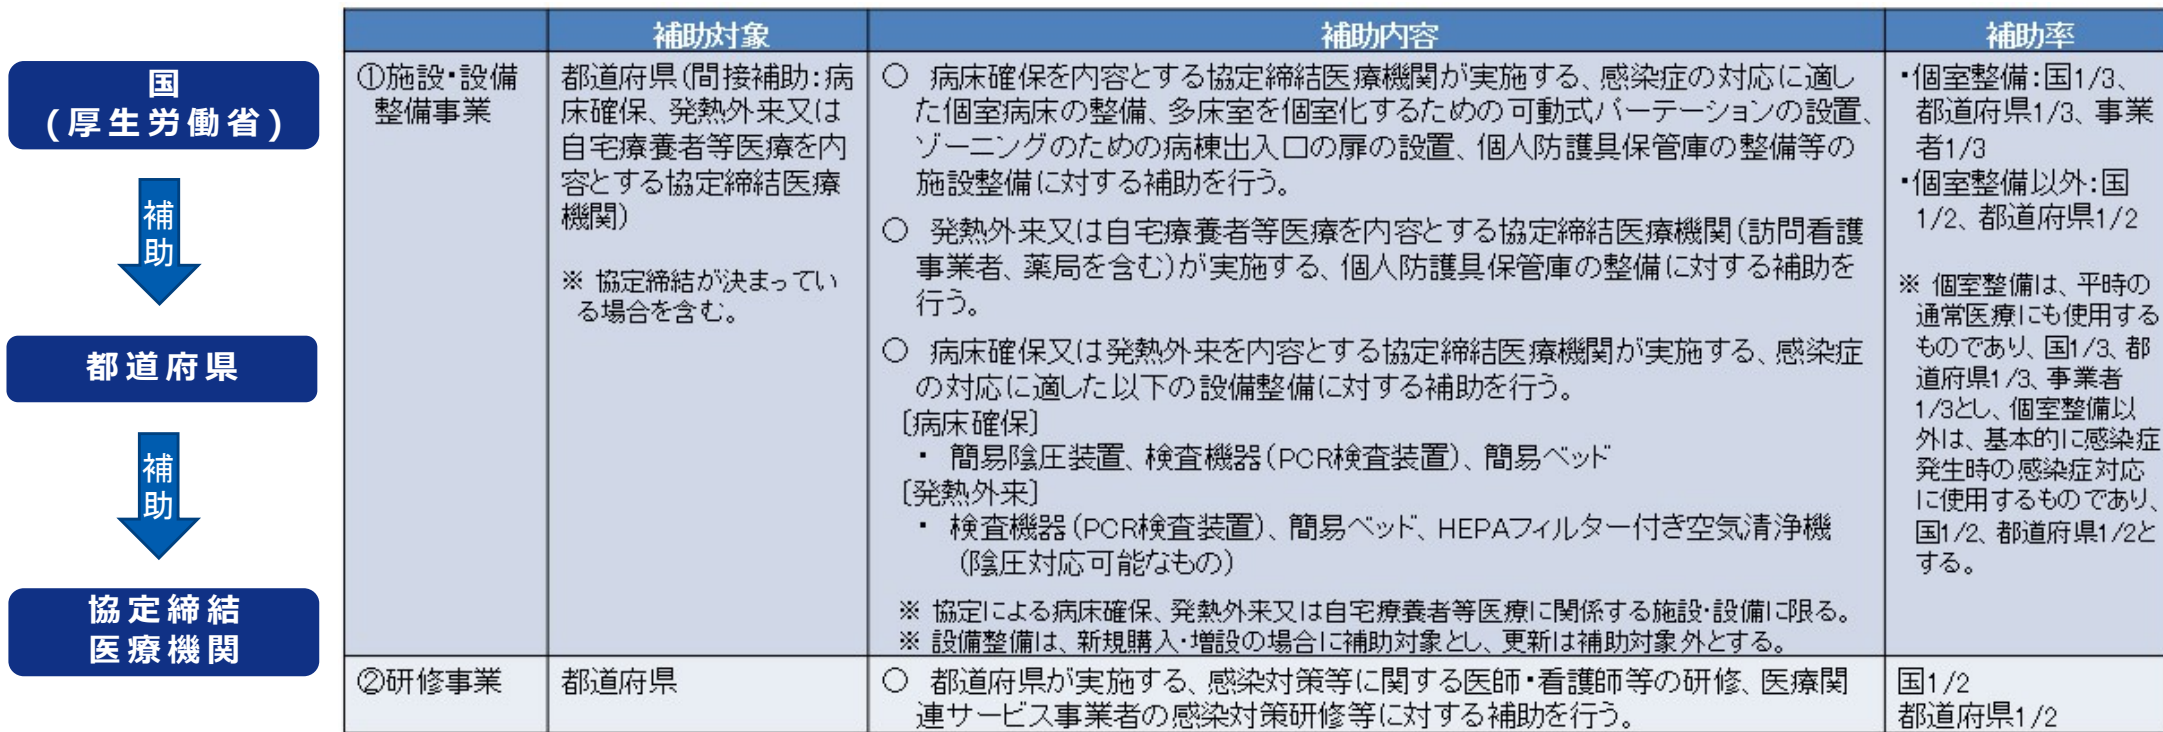 国
(厚生労働省)
補助
都道府県
補助
協定締結
医療機関
補助対象
補助内容
補助率
①施設・設備
整備事業
都道府県(間接補助:病
床確保、発熱外来又は
自宅療養者等医療を内
容とする協定締結医療
機関)
※ 協定締結が決まってい
る場合を含む。
○ 病床確保を内容とする協定締結医療機関が実施する、感染症の対応に適し
た個室病床の整備、多床室を個室化するための可動式パーテーションの設置、
ゾーニングのための病棟出入口の扉の設置、個人防護具保管庫の整備等の
施設整備に対する補助を行う。
○ 発熱外来又は自宅療養者等医療を内容とする協定締結医療機関(訪問看護
事業者、薬局を含む)が実施する、個人防護具保管庫の整備に対する補助を
行う。
○ 病床確保又は発熱外来を内容とする協定締結医療機関が実施する、感染症
の対応に適した以下の設備整備に対する補助を行う。
〔病床確保〕
・ 簡易陰圧装置、検査機器(PCR検査装置)、簡易ベッド
〔発熱外来〕
・ 検査機器(PCR検査装置)、簡易ベッド、HEPAフィルター付き空気清浄機
(陰圧対応可能なもの)
※ 協定による病床確保、発熱外来又は自宅療養者等医療に関係する施設・設備に限る。
※ 設備整備は、新規購入・増設の場合に補助対象とし、更新は補助対象外とする。
・個室整備:国1/3、
都道府県1/3、事業
者1/3
・個室整備以外:国
1/2、都道府県1/2
※ 個室整備は、平時の
通常医療にも使用する
ものであり、国1/3、都
道府県1/3、事業者
1/3とし、個室整備以
外は、基本的に感染症
発生時の感染症対応
に使用するものであり、
国1/2、都道府県1/2と
する。
②研修事業
都道府県
○ 都道府県が実施する、感染対策等に関する医師・看護師等の研修、医療関
連サービス事業者の感染対策研修等に対する補助を行う。
国1/2
都道府県1/2